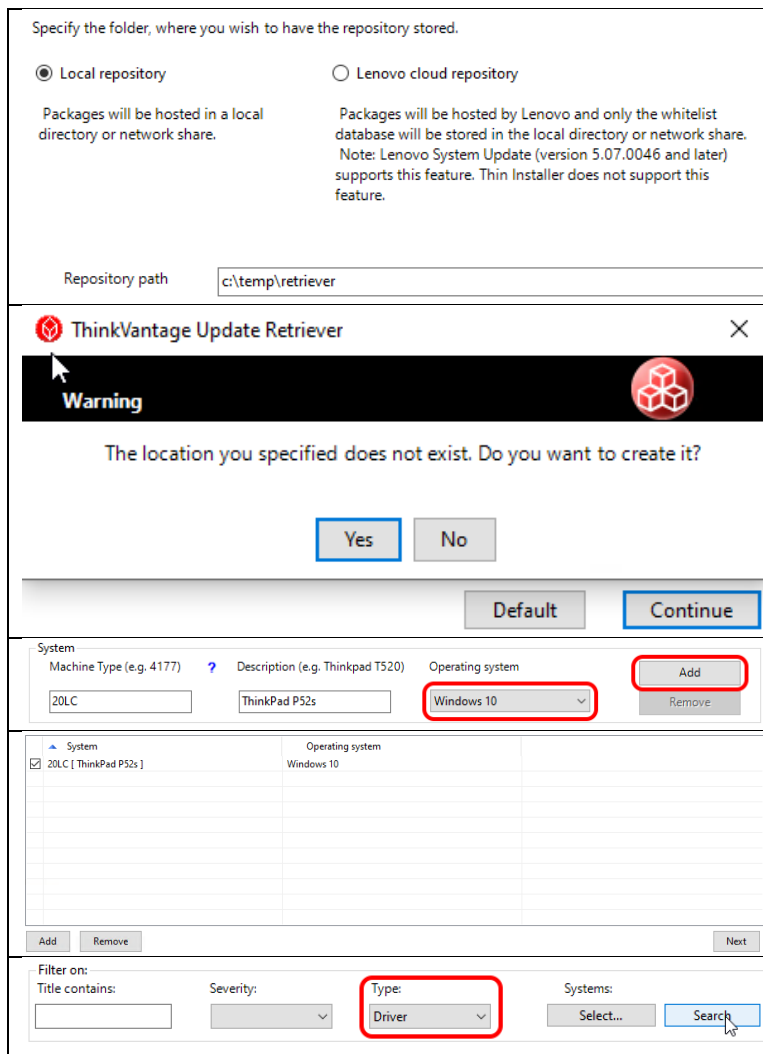 Specify the folder, where you wish to have the repository stored.
Local repository
Lenovo cloud repository
Packages will be hosted in a local
directory or network share.
Packages will be hosted by Lenovo and only the whitelist
database will be stored in the local directory or network share.
Note: Lenovo System Update (version 5.07.0046 and later)
supports this feature. Thin Installer does not support this
feature.
Repository path
c:\temp\retriever
ThinkVantage Update Retriever
Warning
The location you specified does not exist. Do you want to create it?
Yes
No
Default
Continue
System
Machine Type (e.g. 4177)
?
Description (e.g. Thinkpad T520)
Operating system
Add
20LC
ThinkPad P52s
Windows 10
Remove
System
Operating system
20LC [ ThinkPad P52s ]
Windows 10
Add
Remove
Next
Filter on:
Title contains:
Severity:
Type:
Systems:
Driver
Select...
Search